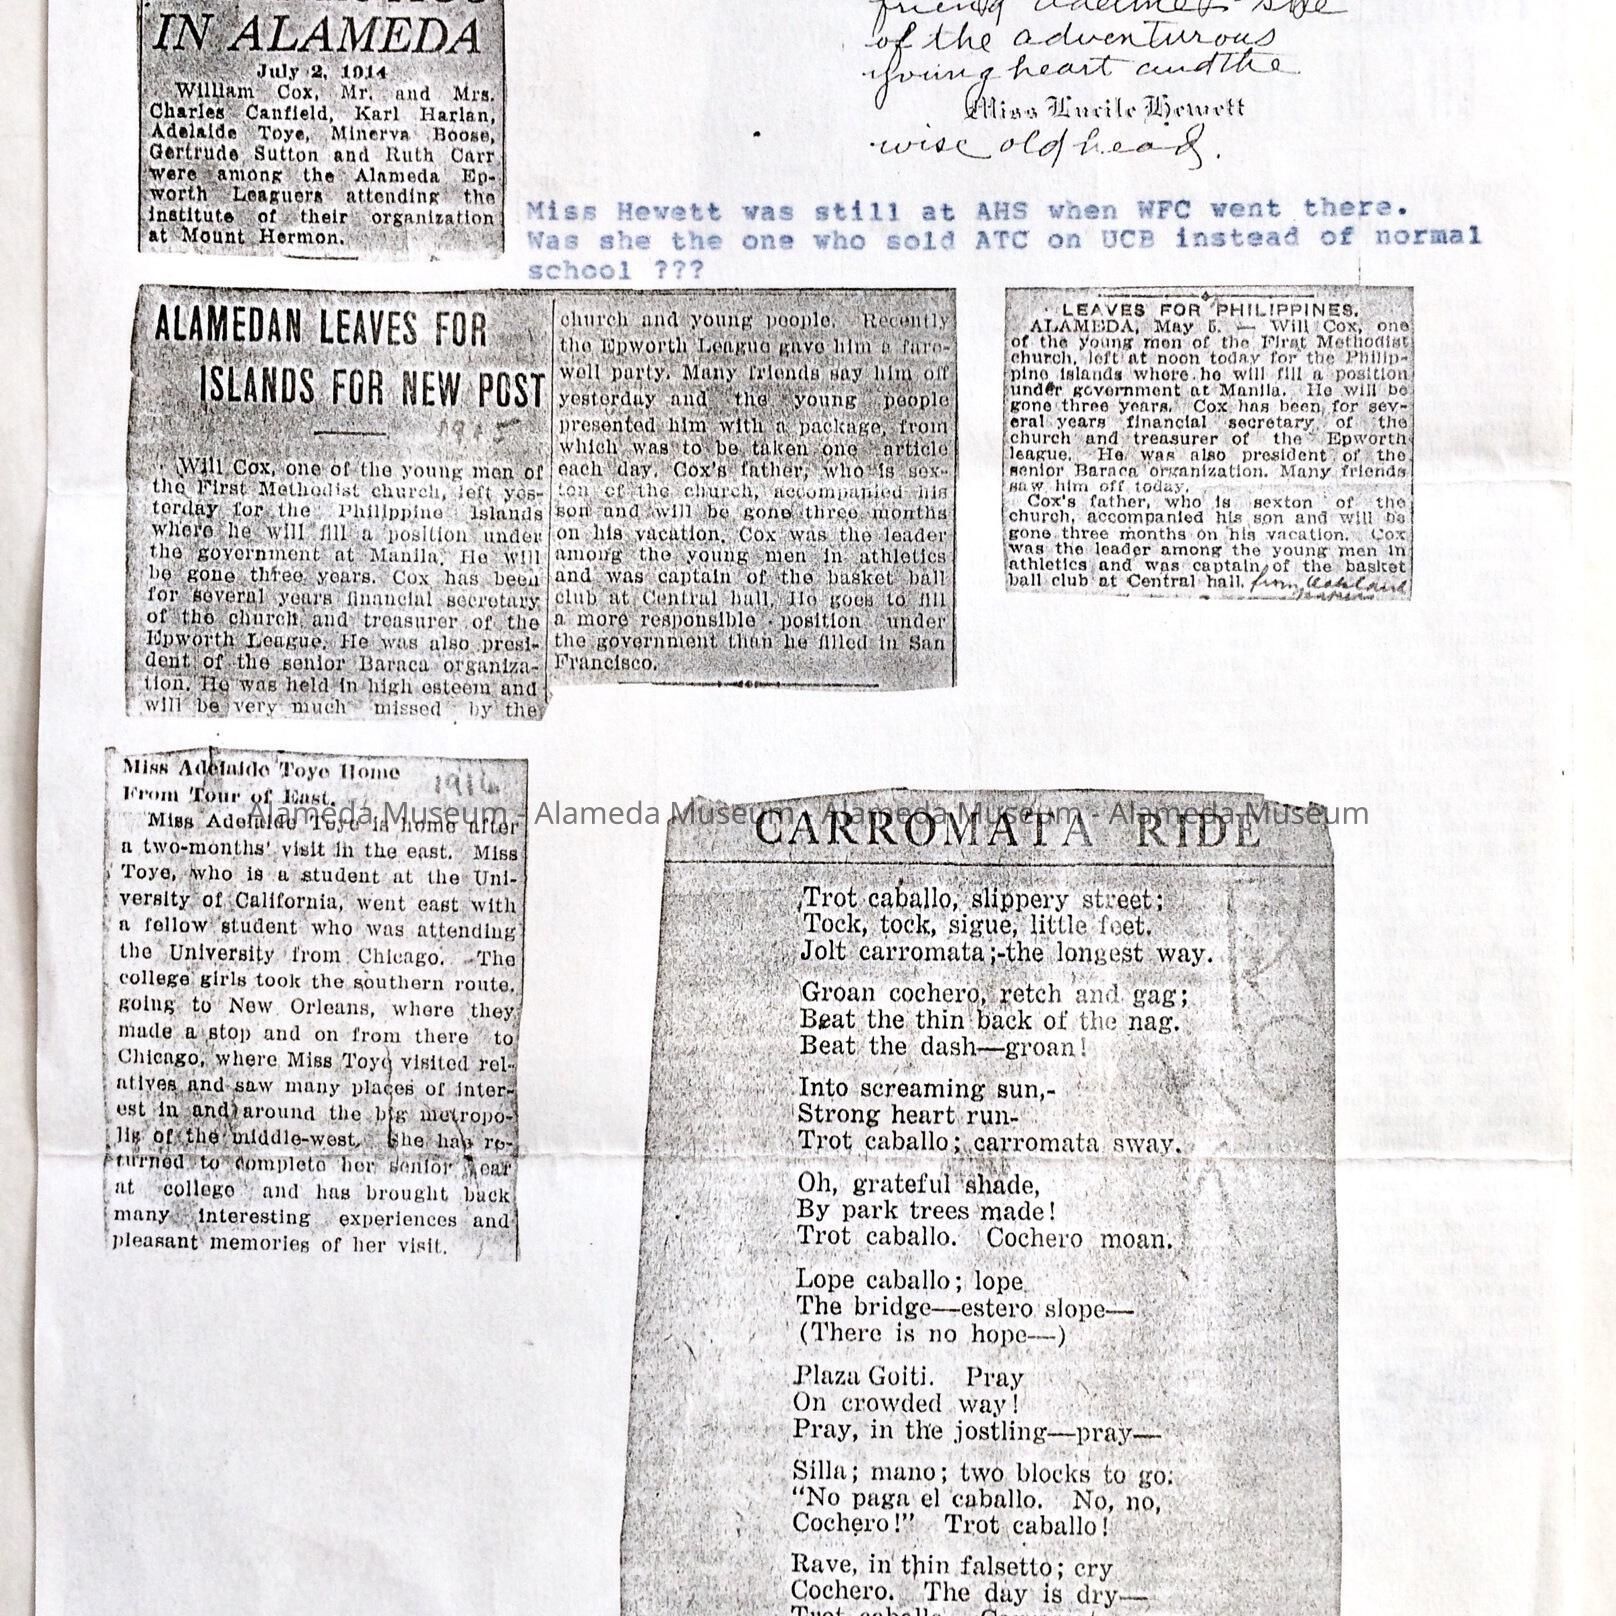 IN ALAMEDA
July 2, 1914
William Cox, Mr. and Mrs.
Charles Canfield, Karl Harlan,
Adelaide Toye, Minerva Boose,
Gertrude Sutton and Ruth Carr
were among the Alameda Ep-
worth Leaguers attending the
institute of their organization
at Mount Hermon.
of the adventurous
young heart and the
Miss Lucile Hewett
wise old head.
Miss Hewett was still at AHS when WFC went there.
Was she the one who sold ATC on UCB instead of normal
school ???
ALAMEDAN LEAVES FOR
ISLANDS FOR NEW POST
1915
Will Cox, one of the young men of
the First Methodist church, left yes-
terday for the Philippine Islands
where he will fill a position under
the government at Manila. He will
be gone three years. Cox has been
for several years financial secretary
of the church and treasurer of the
Epworth League. He was also presi-
dent of the senior Baraca organiza-
tion. He was held in high esteem and
will be very much missed by the
church and young people. Recently
the Epworth League gave him a fare-
well party. Many friends say him off
yesterday and the young people
presented him with a package, from
which was to be taken one article
each day. Cox's father, who is sex-
ton of the church, accompanied his
son and will be gone three months
on his vacation. Cox was the leader
among the young men in athletics
and was captain of the basket ball
club at Central hall. He goes to fill
a more responsible position under
the government than he filled in San
Francisco.
LEAVES FOR PHILIPPINES.
ALAMEDA, May 5. — Will Cox, one
of the young men of the First Methodist
church, left at noon today for the Philip-
pine islands where he will fill a position
under government at Manila. He will be
gone three years. Cox has been for sev-
eral years financial secretary of the
church and treasurer of the Epworth
league. He was also president of the
senior Baraca organization. Many friends
saw him off today.
Cox's father, who is sexton of the
church, accompanied his son and will be
gone three months on his vacation. Cox
was the leader among the young men in
athletics and was captain of the basket
ball club at Central hall. from Oakland
Miss Adelaide Toye Home
From Tour of East.
1916
Miss Adelaide Toye is home after
a two-months' visit in the east. Miss
Toye, who is a student at the Uni-
versity of California, went east with
a fellow student who was attending
the University from Chicago. The
college girls took the southern route,
going to New Orleans, where they
made a stop and on from there to
Chicago, where Miss Toye visited rel-
atives and saw many places of inter-
est in and around the big metropo-
lis of the middle-west. She has re-
turned to complete her senior year
at college and has brought back
many interesting experiences and
pleasant memories of her visit.
Alameda Museum - Alameda Museum - Alameda Museum - Alameda Museum
CARROMATA RIDE
Trot caballo, slippery street;
Tock, tock, sigue, little feet.
Jolt carromata;-the longest way.
Groan cochero, retch and gag;
Beat the thin back of the nag.
Beat the dash—groan!
Into screaming sun,-
Strong heart run-
Trot caballo; carromata sway.
Oh, grateful shade,
By park trees made!
Trot caballo. Cochero moan.
Lope caballo; lope
The bridge—estero slope—
(There is no hope—)
Plaza Goiti. Pray
On crowded way!
Pray, in the jostling—pray—
Silla; mano; two blocks to go.
“No paga el caballo. No, no,
Cochero!” Trot caballo!
Rave, in thin falsetto; cry
Cochero. The day is dry—